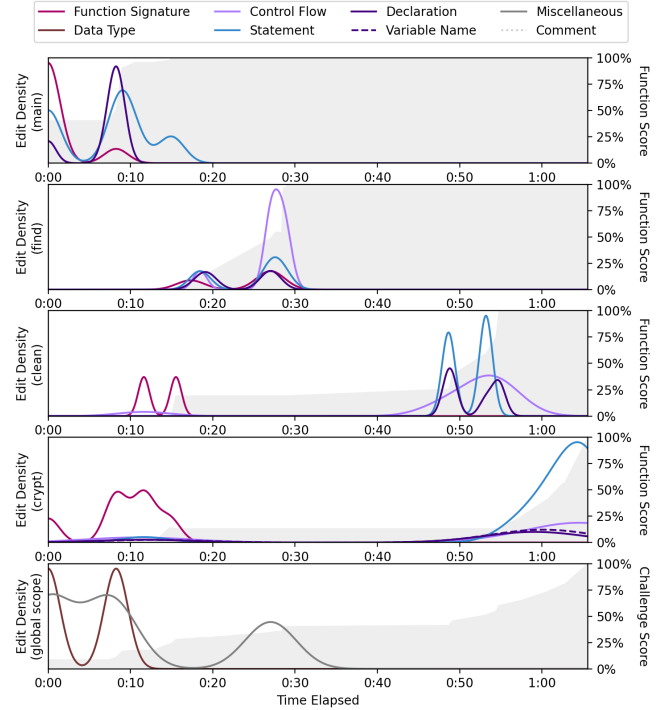 Function Signature Control Flow Declaration Miscellaneous
Data Type Statement Variable Name Comment
Edit Density
(main)
100%
75%
50%
25%
0%
Function Score
0:00 0:10 0:20 0:30 0:40 0:50 1:00
Edit Density
(find)
100%
75%
50%
25%
0%
Function Score
0:00 0:10 0:20 0:30 0:40 0:50 1:00
Edit Density
(clean)
100%
75%
50%
25%
0%
Function Score
0:00 0:10 0:20 0:30 0:40 0:50 1:00
Edit Density
(crypt)
100%
75%
50%
25%
0%
Function Score
0:00 0:10 0:20 0:30 0:40 0:50 1:00
Edit Density
(global scope)
100%
75%
50%
25%
0%
Challenge Score
0:00 0:10 0:20 0:30 0:40 0:50 1:00
Time Elapsed